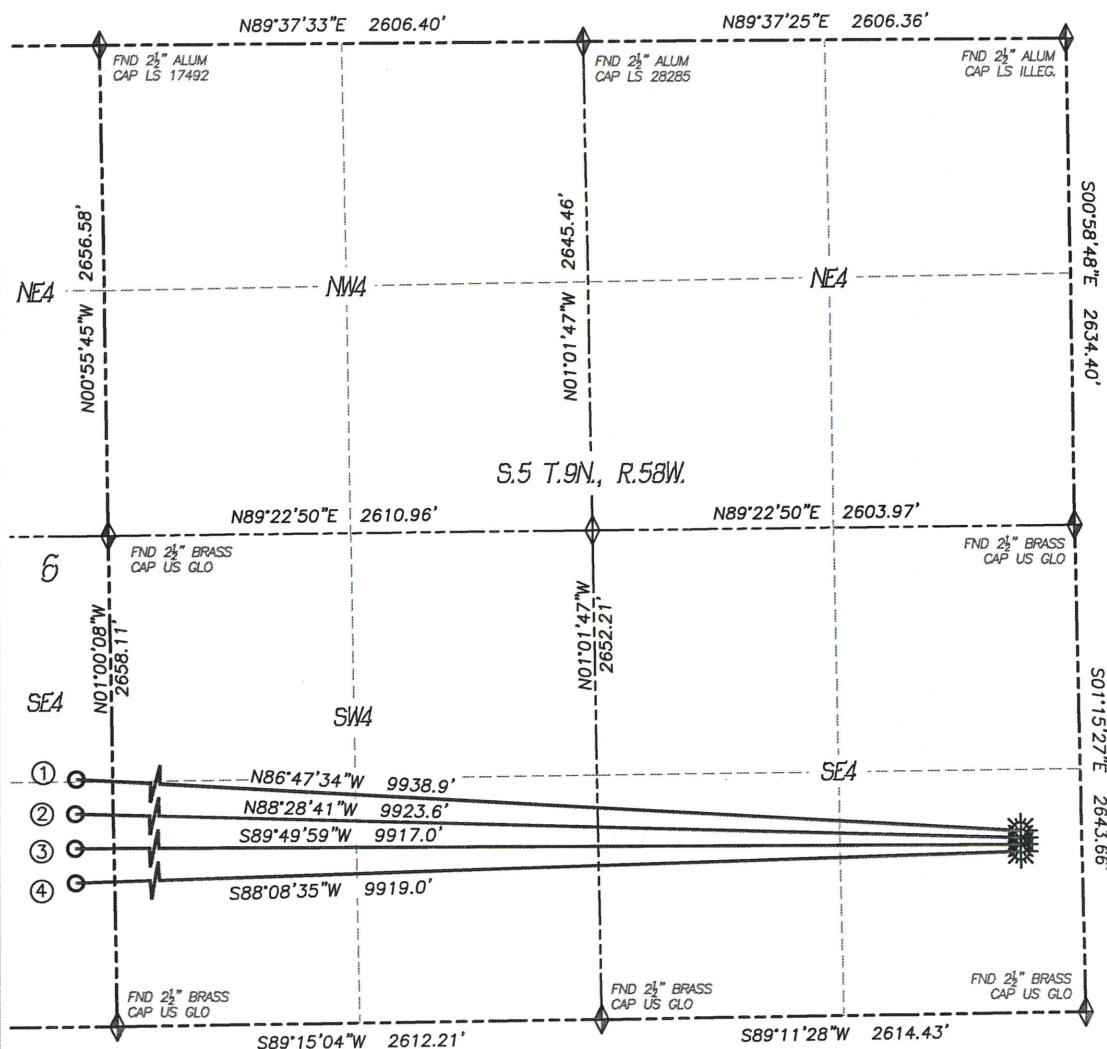 N89°37'33"E 2606.40'
N89°37'25"E 2606.36'
FND 2½" ALUM
CAP LS 17492
FND 2½" ALUM
CAP LS 28285
FND 2½" ALUM
CAP LS ILLEG.
N00°55'45"W 2656.58'
N01°01'47"W 2645.46'
S00°58'48"E 2634.40'
NE4
NW4
NE4
S.5 T.9N., R.58W.
N89°22'50"E 2610.96'
N89°22'50"E 2603.97'
FND 2½" BRASS
CAP US GLO
FND 2½" BRASS
CAP US GLO
6
N01°00'08"W
2658.11'
N01°01'47"W
2652.21'
S01°15'27"E 2643.66'
SE4
SW4
SE4
1
N86°47'34"W 9938.9'
2
N88°28'41"W 9923.6'
3
S89°49'59"W 9917.0'
4
S88°08'35"W 9919.0'
FND 2½" BRASS
CAP US GLO
FND 2½" BRASS
CAP US GLO
FND 2½" BRASS
CAP US GLO
S89°15'04"W 2612.21'
S89°11'28"W 2614.43'